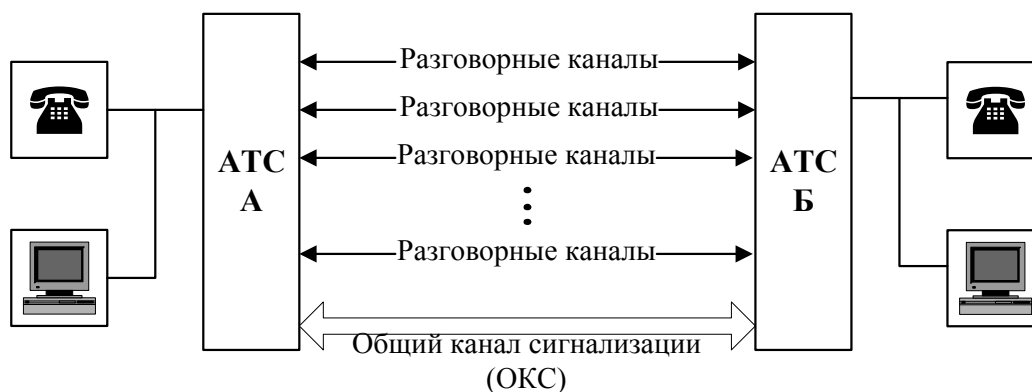 Разговорные каналы
Разговорные каналы
Разговорные каналы
Разговорные каналы
АТС
А
АТС
Б
Общий канал сигнализации
(ОКС)